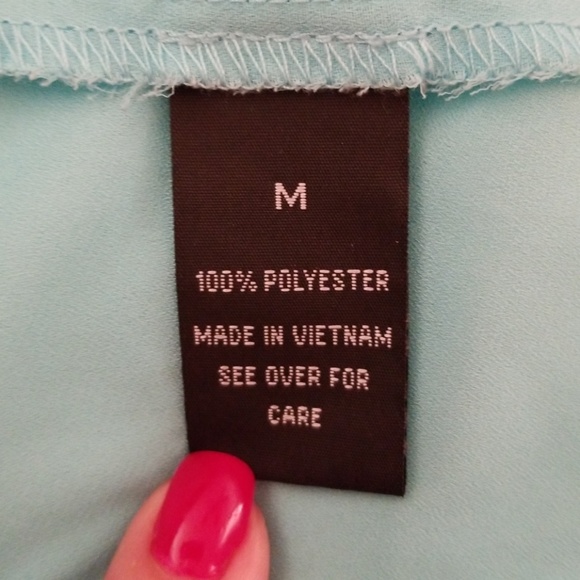 M
100% POLYESTER
MADE IN VIETNAM
SEE OVER FOR
CARE